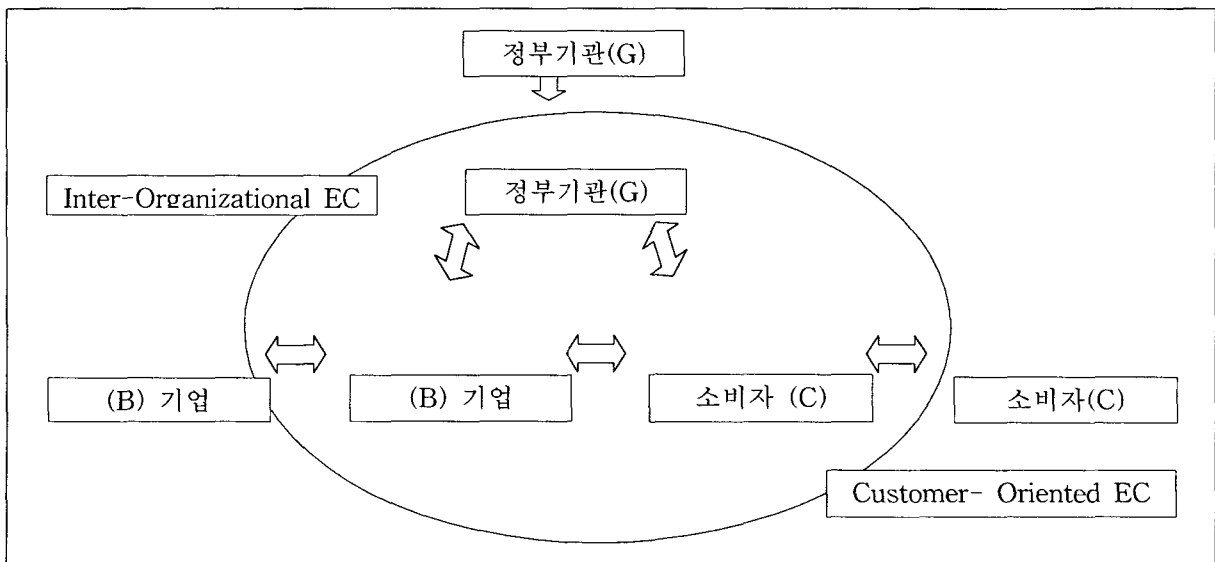 정부기관(G)
Inter-Organizational EC
정부기관(G)
(B) 기업
(B) 기업
소비자 (C)
소비자(C)
Customer- Oriented EC